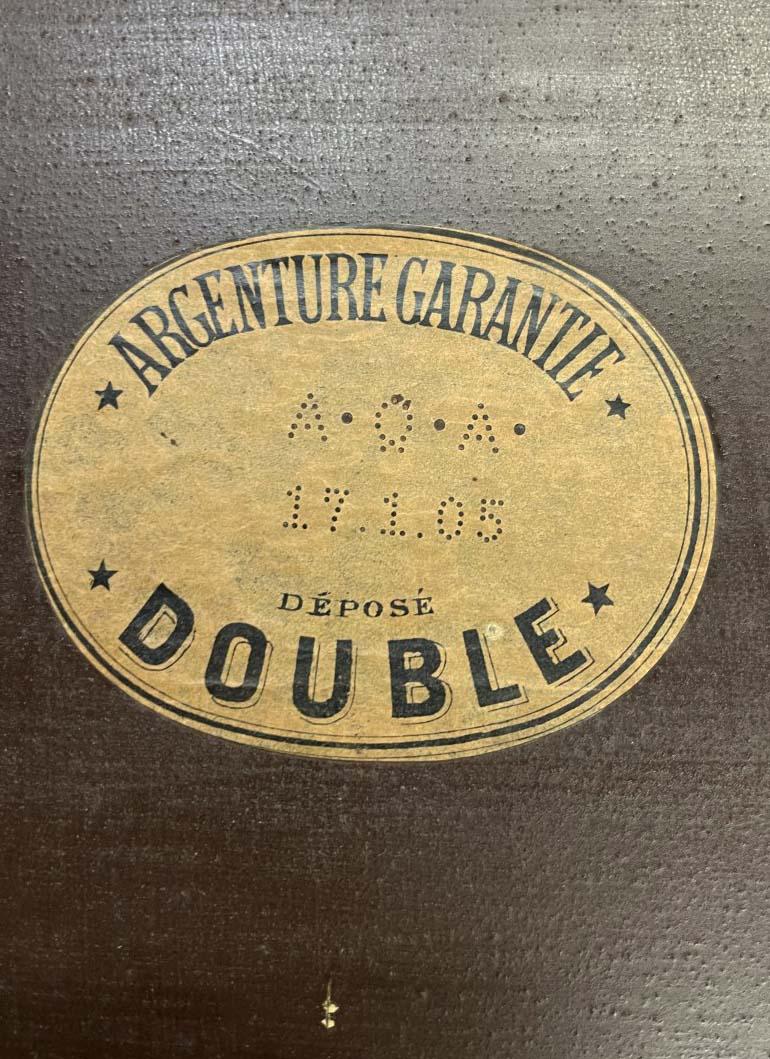 ARGENTURE GARANTIE
A·Q·A·
17.1.05
DÉPOSÉ
DOUBLE